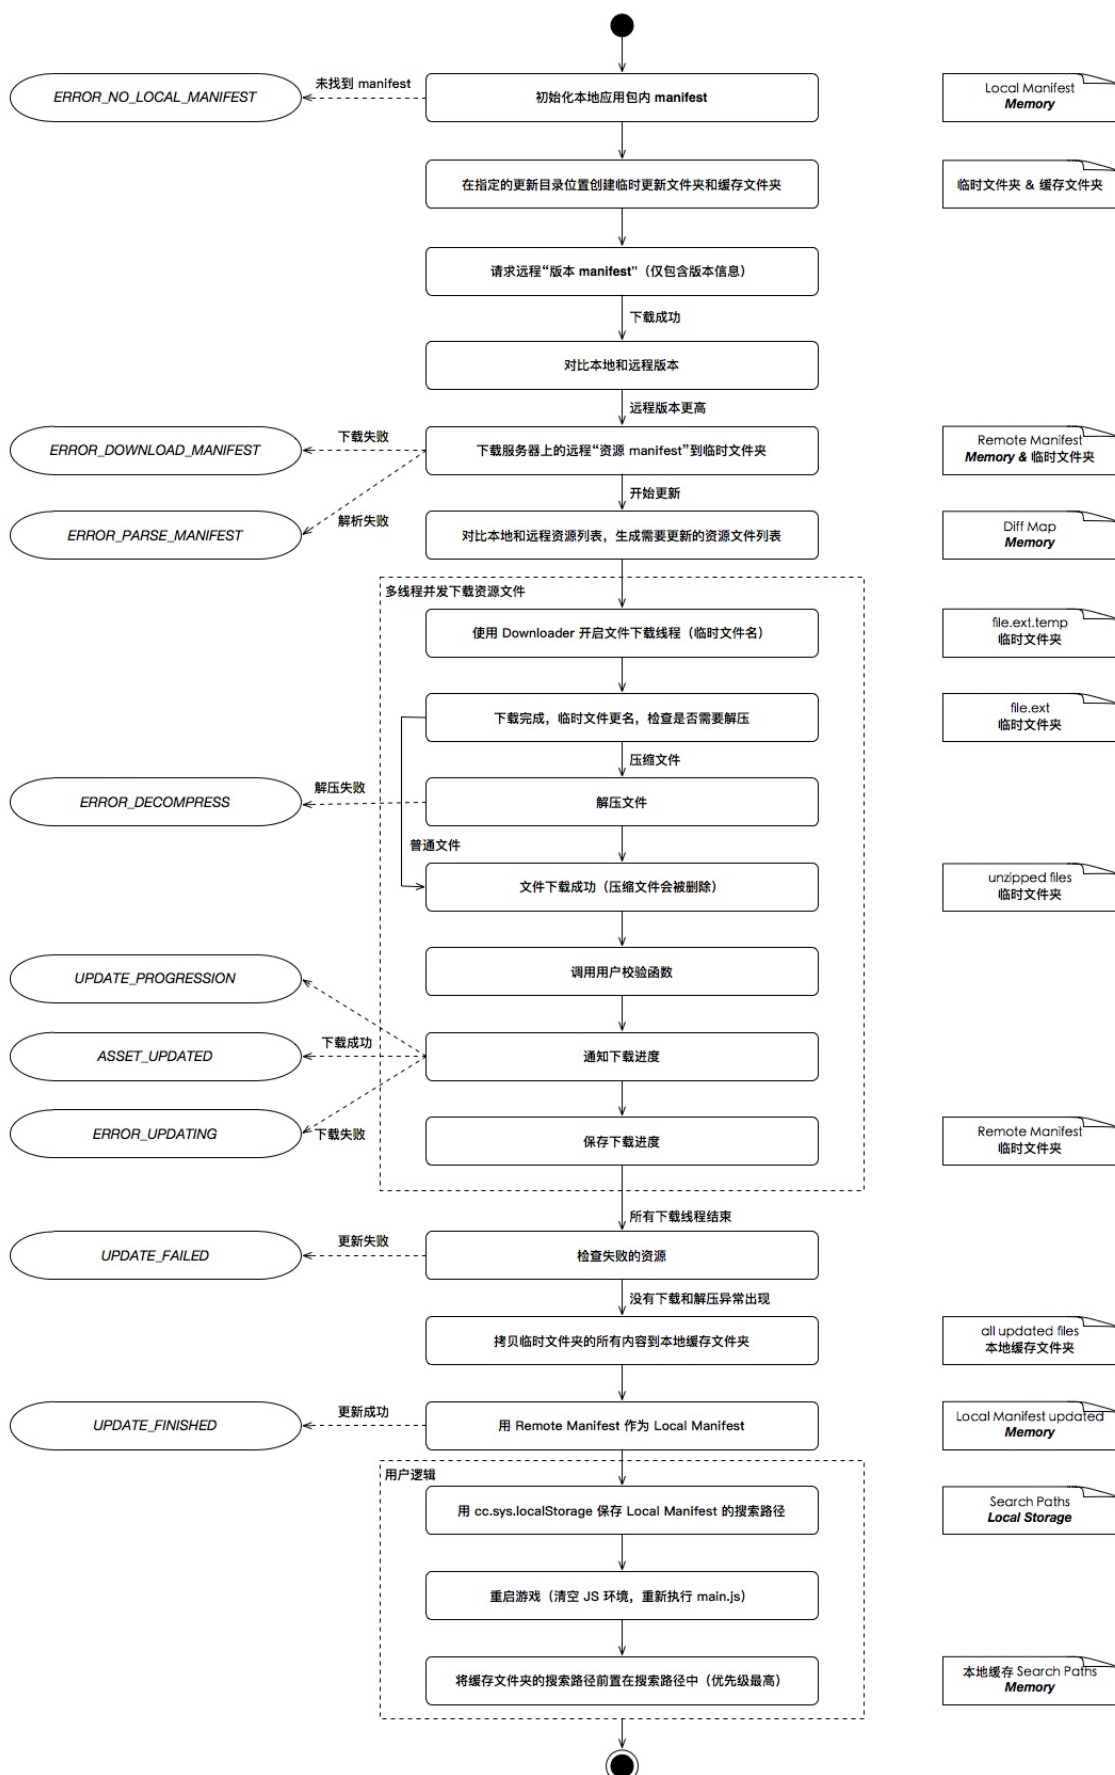 未找到 manifest
ERROR_NO_LOCAL_MANIFEST
初始化本地应用包内 manifest
Local Manifest
Memory
在指定的更新目录位置创建临时更新文件夹和缓存文件夹
临时文件夹 & 缓存文件夹
请求远程“版本 manifest”（仅包含版本信息）
下载成功
对比本地和远程版本
远程版本更高
ERROR_DOWNLOAD_MANIFEST
下载失败
下载服务器上的远程“资源 manifest”到临时文件夹
Remote Manifest
Memory & 临时文件夹
开始更新
ERROR_PARSE_MANIFEST
解析失败
对比本地和远程资源列表，生成需要更新的资源文件列表
Diff Map
Memory
多线程并发下载资源文件
使用 Downloader 开启文件下载线程（临时文件名）
file.ext.temp
临时文件夹
下载完成，临时文件更名，检查是否需要解压
file.ext
临时文件夹
压缩文件
ERROR_DECOMPRESS
解压失败
解压文件
普通文件
文件下载成功（压缩文件会被删除）
unzipped files
临时文件夹
UPDATE_PROGRESSION
调用用户校验函数
ASSET_UPDATED
下载成功
通知下载进度
ERROR_UPDATING
下载失败
保存下载进度
Remote Manifest
临时文件夹
所有下载线程结束
UPDATE_FAILED
更新失败
检查失败的资源
没有下载和解压异常出现
拷贝临时文件夹的所有内容到本地缓存文件夹
all updated files
本地缓存文件夹
UPDATE_FINISHED
更新成功
用 Remote Manifest 作为 Local Manifest
Local Manifest updated
Memory
用户逻辑
用 cc.sys.localStorage 保存 Local Manifest 的搜索路径
Search Paths
Local Storage
重启游戏（清空 JS 环境，重新执行 main.js）
将缓存文件夹的搜索路径前置在搜索路径中（优先级最高）
本地缓存 Search Paths
Memory